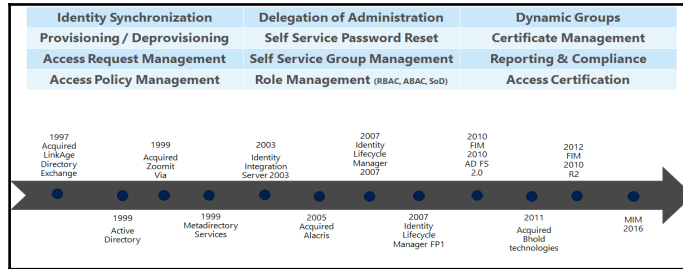 Identity Synchronization Delegation of Administration Dynamic Groups
Provisioning / Deprovisioning Self Service Password Reset Certificate Management
Access Request Management Self Service Group Management Reporting & Compliance
Access Policy Management Role Management (RBAC, ABAC, SoD) Access Certification
1997
Acquired
LinkAge
Directory
Exchange
1999
Acquired
Zoomit
Via
2003
Identity
Integration
Server 2003
2007
Identity
Lifecycle
Manager
2007
2010
FIM
2010
AD FS
2.0
2012
FIM
2010
R2
1999
Active
Directory
1999
Metadirectory
Services
2005
Acquired
Alacris
2007
Identity
Lifecycle
Manager FP1
2011
Acquired
Bhold
technologies
MIM
2016